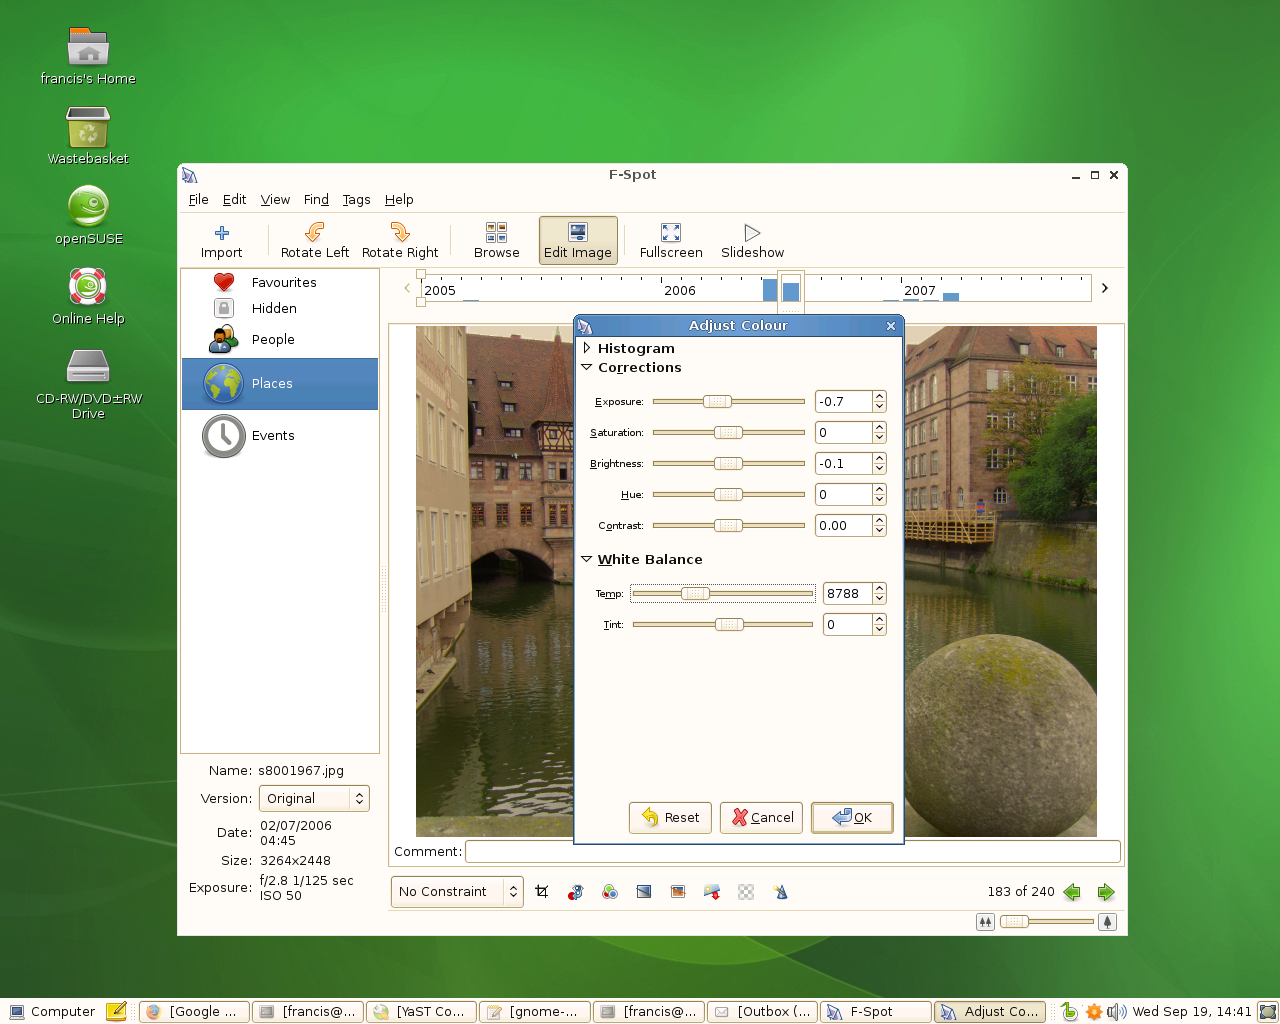 francis's Home
Wastebasket
openSUSE
Online Help
CD-RW/DVD±RW
Drive
F-Spot
File Edit View Find Tags Help
Import Rotate Left Rotate Right Browse Edit Image Fullscreen Slideshow
Favourites
Hidden
People
Places
Events
2005 2006 2007
Adjust Colour
Histogram
Corrections
Exposure: -0.7
Saturation: 0
Brightness: -0.1
Hue: 0
Contrast: 0.00
White Balance
Temp: 8788
Tint: 0
Reset Cancel OK
Name: s8001967.jpg
Version: Original
Date: 02/07/2006
04:45
Size: 3264x2448
Exposure: f/2.8 1/125 sec
ISO 50
Comment:
No Constraint
183 of 240
Computer [Google ... [francis@... [YaST Co... [gnome-... [francis@... [Outbox (... F-Spot Adjust Co... Wed Sep 19, 14:41